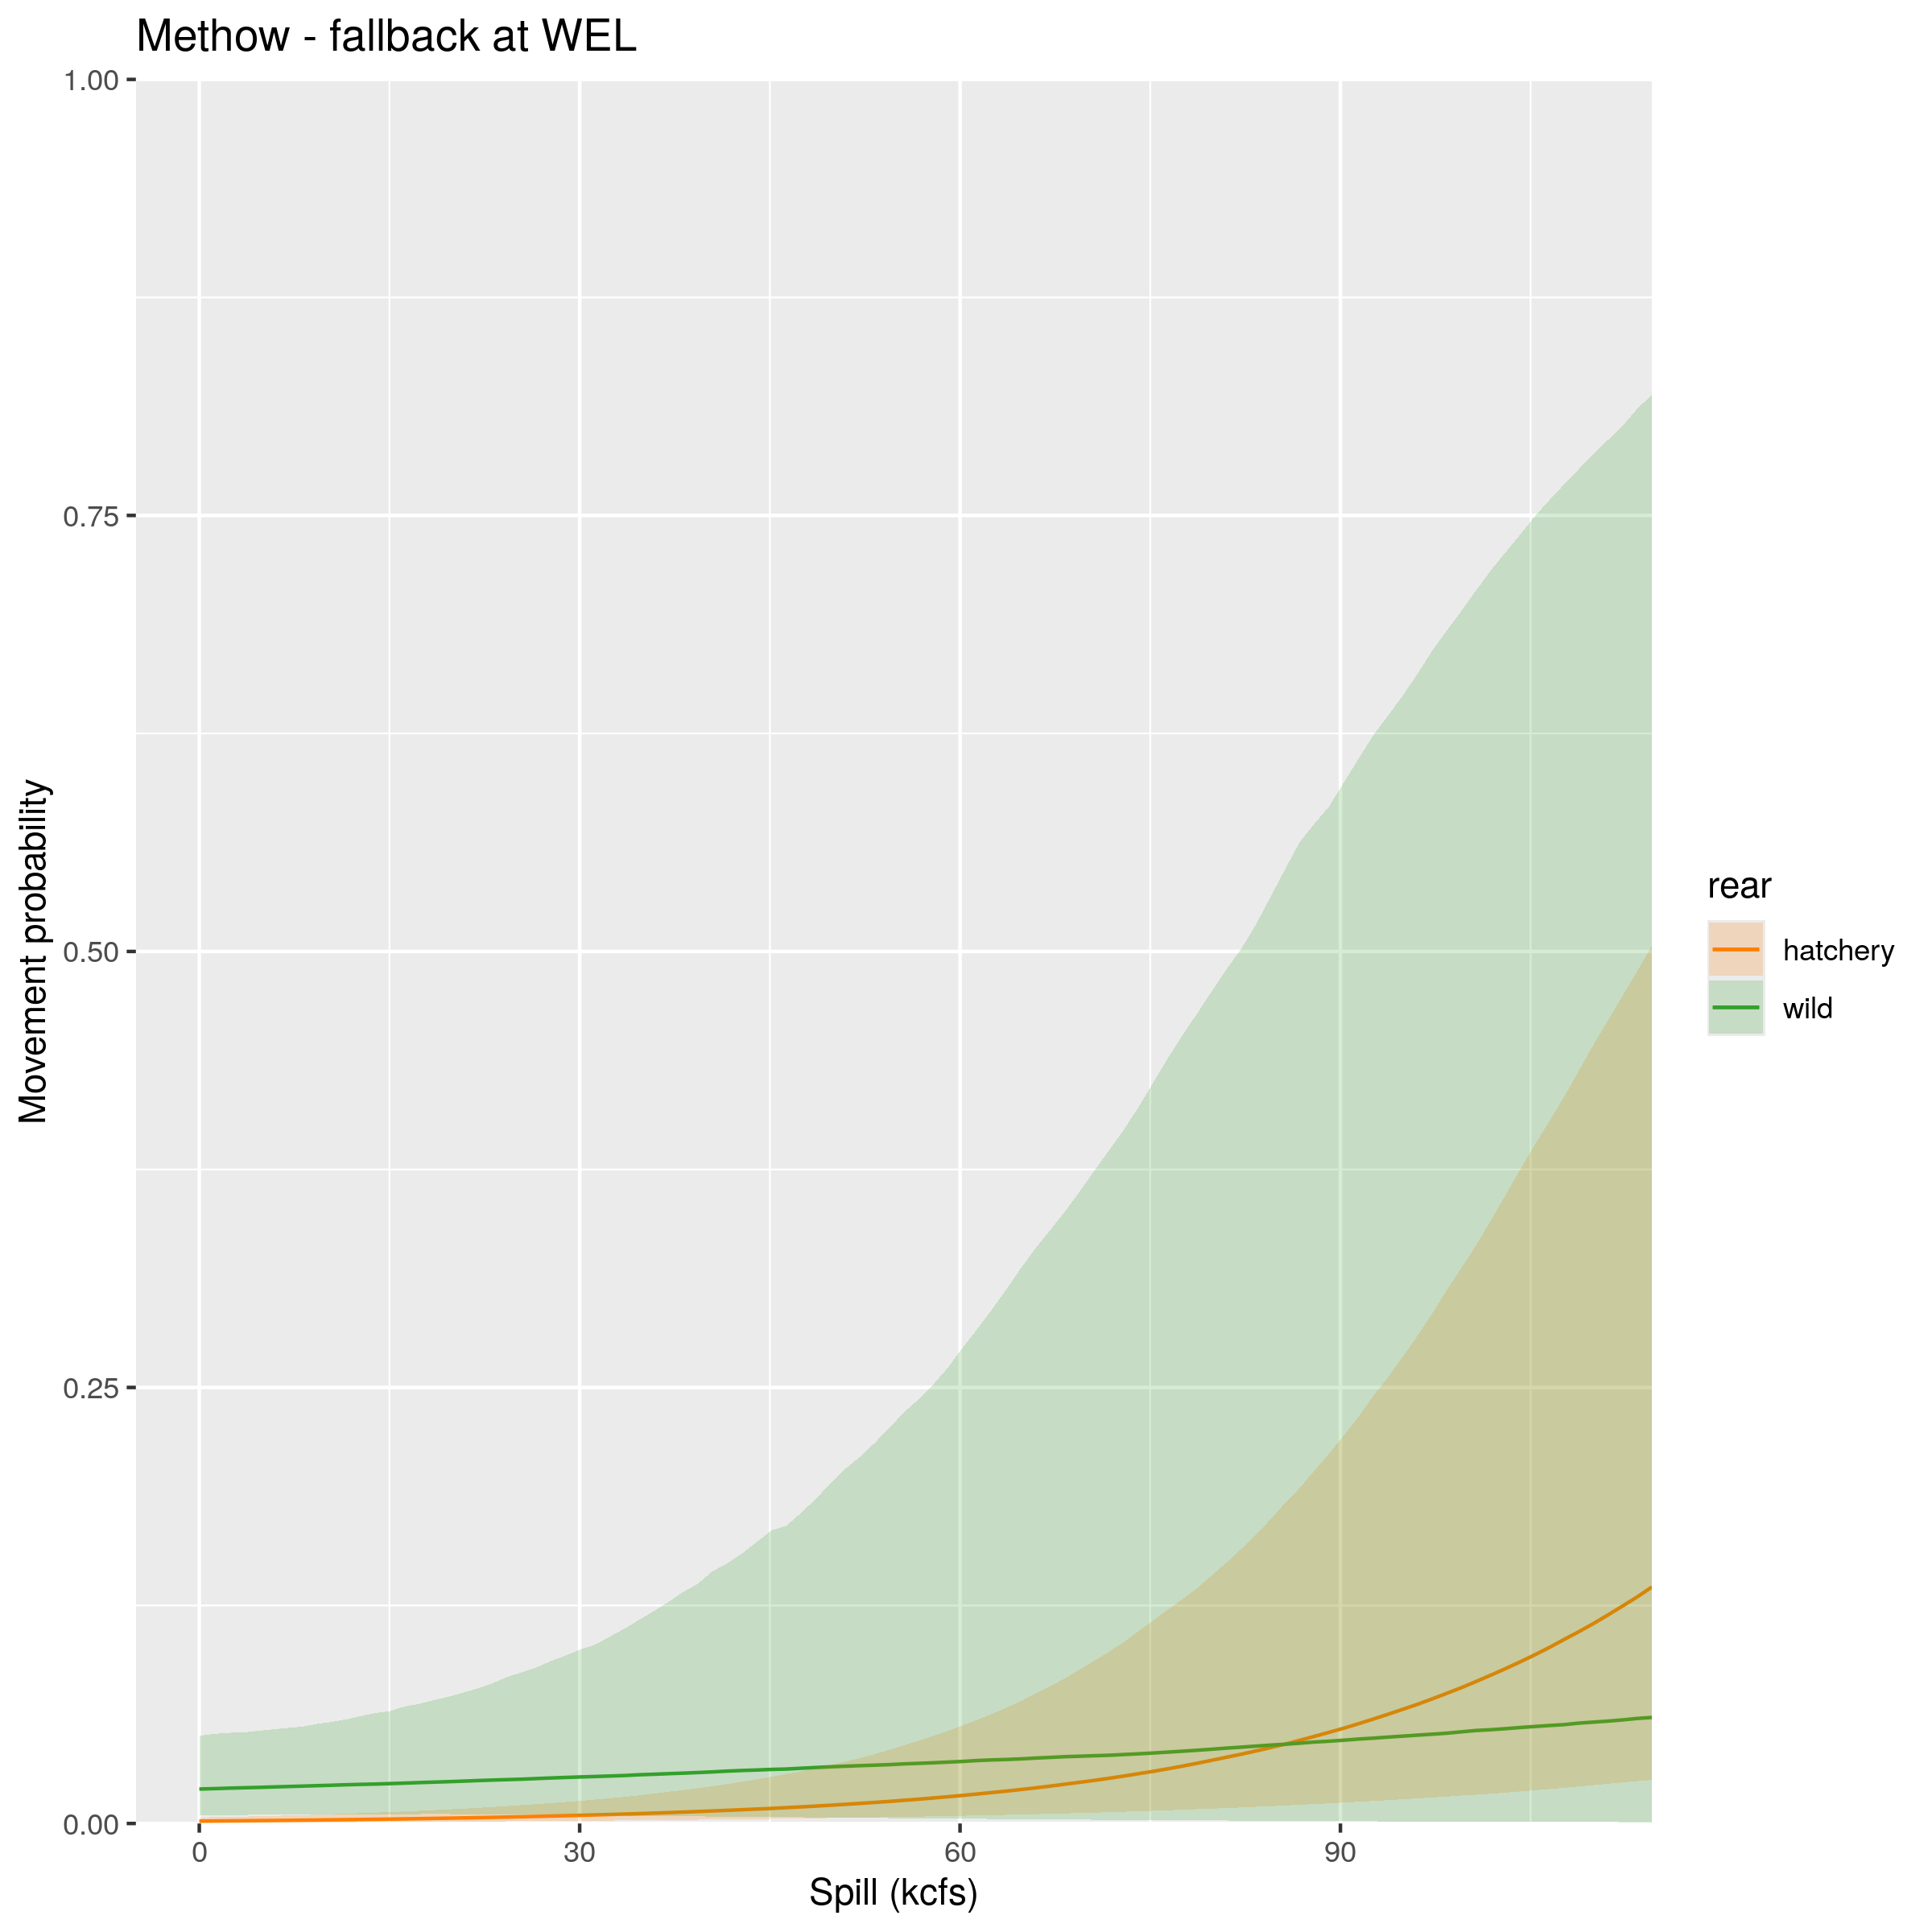 Methow - fallback at WEL
1.00
0.75
0.50
0.25
0.00
Movement probability
0
30
60
90
Spill (kcfs)
rear
hatchery
wild